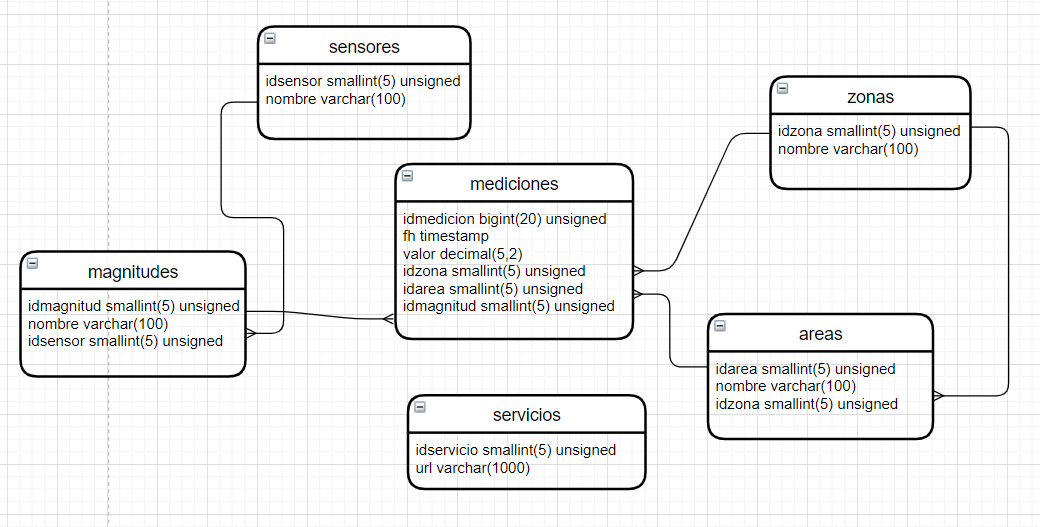 sensores
idsensor smallint(5) unsigned
nombre varchar(100)
zonas
idzona smallint(5) unsigned
nombre varchar(100)
mediciones
idmedicion bigint(20) unsigned
fh timestamp
valor decimal(5,2)
idzona smallint(5) unsigned
idarea smallint(5) unsigned
idmagnitud smallint(5) unsigned
magnitudes
idmagnitud smallint(5) unsigned
nombre varchar(100)
idsensor smallint(5) unsigned
areas
idarea smallint(5) unsigned
nombre varchar(100)
idzona smallint(5) unsigned
servicios
idservicio smallint(5) unsigned
url varchar(1000)